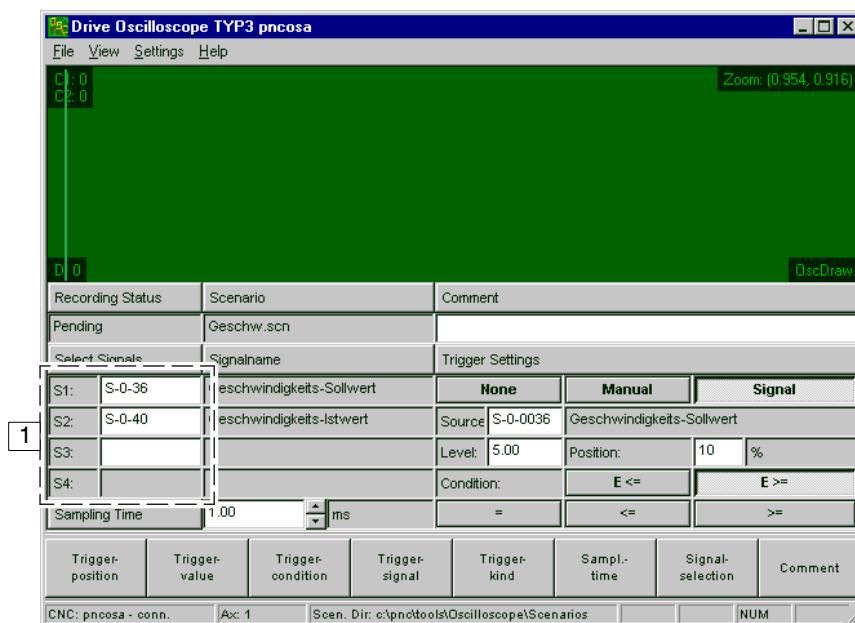 Drive Oscilloscope TYP3 pncosa
File View Settings Help
C1: 0
C2: 0
Zoom: (0.954, 0.916)
D: 0
OscDraw
Recording Status Scenario Comment
Pending Geschw.scn
Select Signals Signalname Trigger Settings
S1: S-0-36 Geschwindigkeits-Sollwert None Manual Signal
S2: S-0-40 Geschwindigkeits-Istwert Source S-0-0036 Geschwindigkeits-Sollwert
1
S3: Level: 5.00 Position: 10 %
S4: Condition: E <= E >=
Sampling Time 1.00 ms = <= >=
Trigger-position Trigger-value Trigger-condition Trigger-signal Trigger-kind Sampl.-time Signal-selection Comment
CNC: pncosa - conn. Ax: 1 Scen. Dir: c:\pnc\tools\Oscilloscope\Scenarios NUM